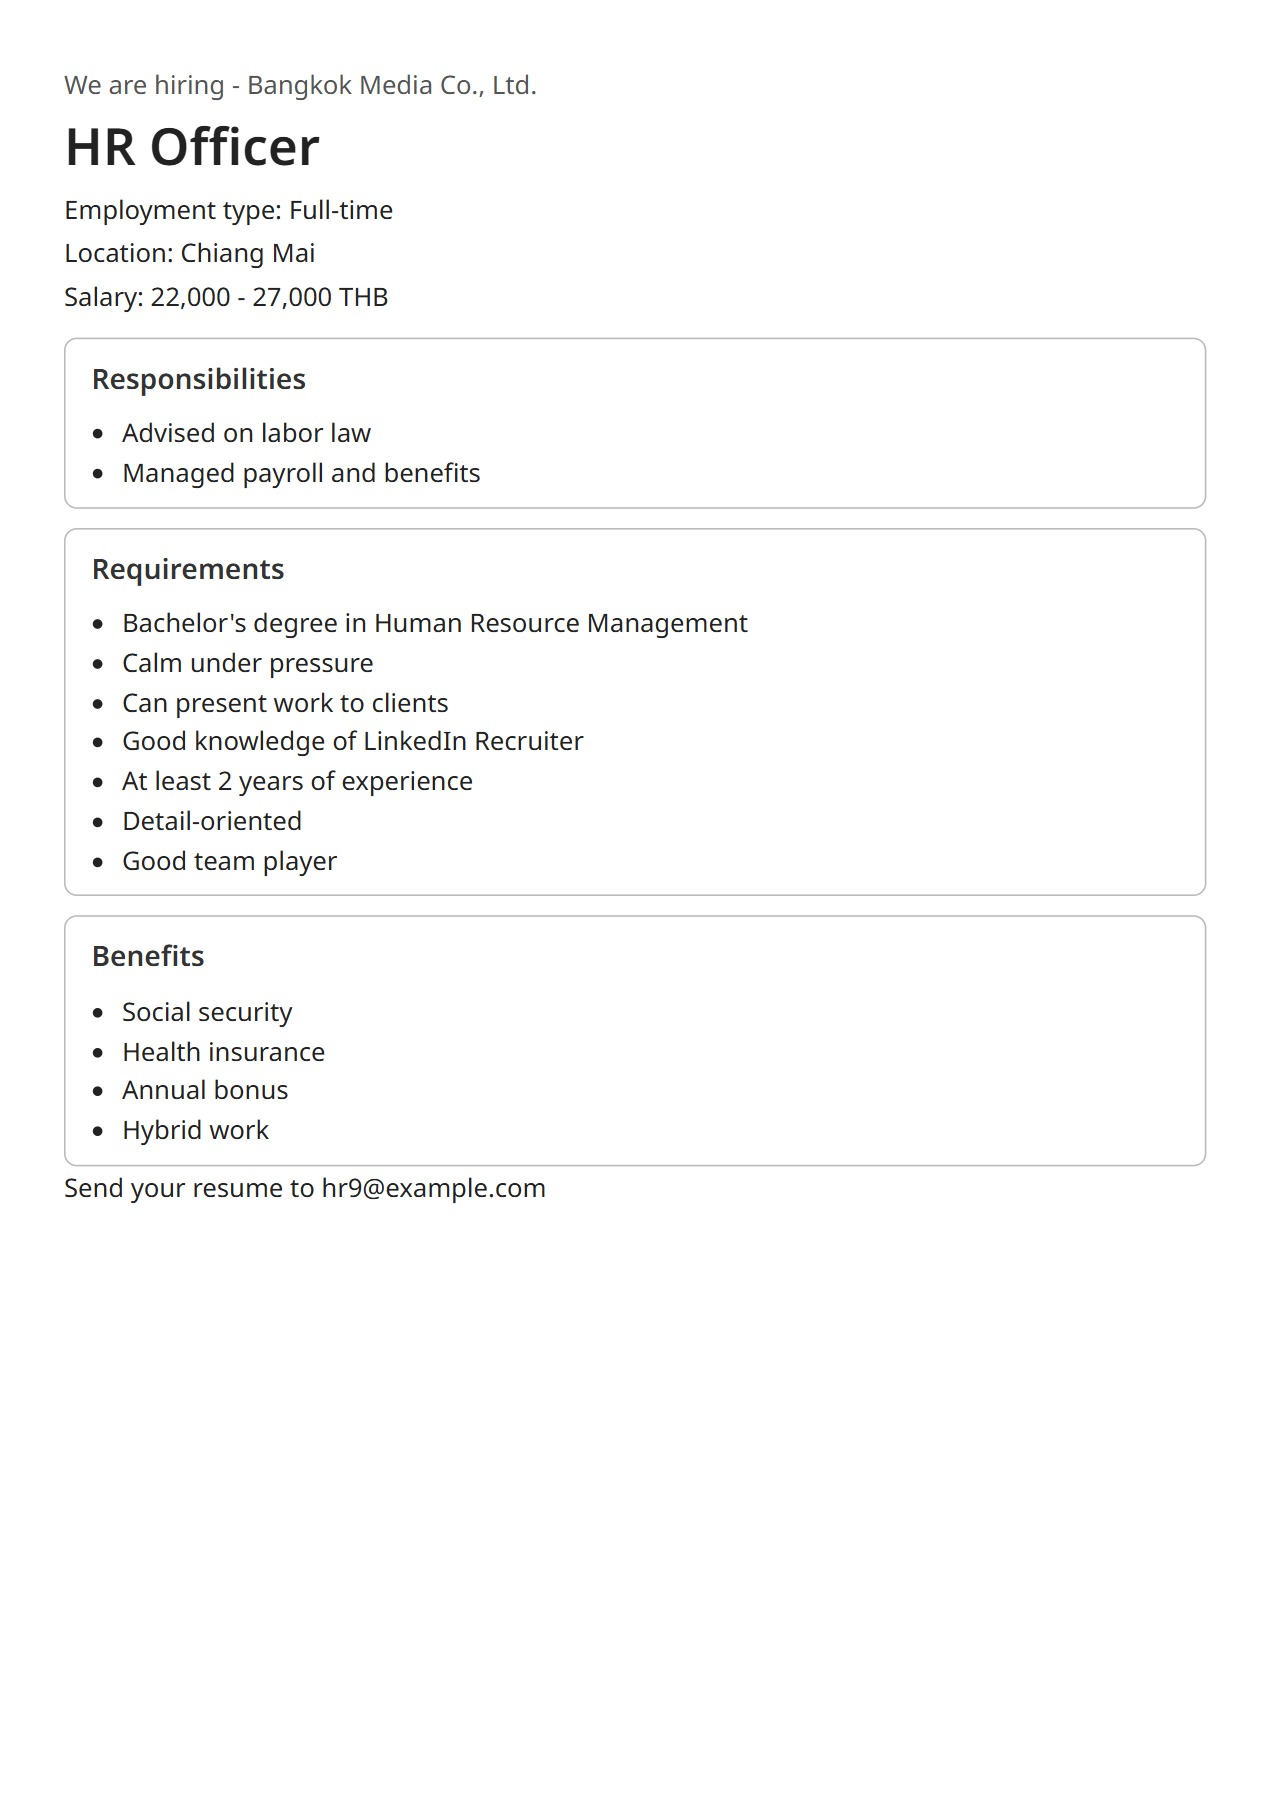 We are hiring - Bangkok Media Co., Ltd.
HR Officer
Employment type: Full-time
Location: Chiang Mai
Salary: 22,000 - 27,000 THB
Responsibilities
• Advised on labor law
• Managed payroll and benefits
Requirements
• Bachelor's degree in Human Resource Management
• Calm under pressure
• Can present work to clients
• Good knowledge of LinkedIn Recruiter
• At least 2 years of experience
• Detail-oriented
• Good team player
Benefits
• Social security
• Health insurance
• Annual bonus
• Hybrid work
Send your resume to hr9@example.com